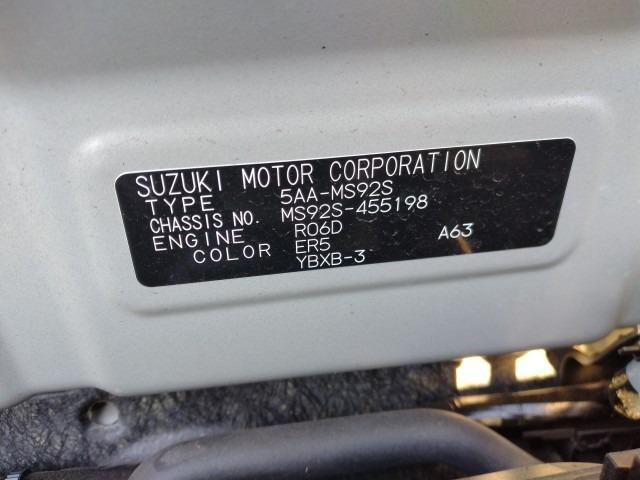 SUZUKI MOTOR CORPORATION
TYPE 5AA-MS92S
CHASSIS NO. MS92S-455198
ENGINE R06D A63
COLOR ER5
YBXB-3